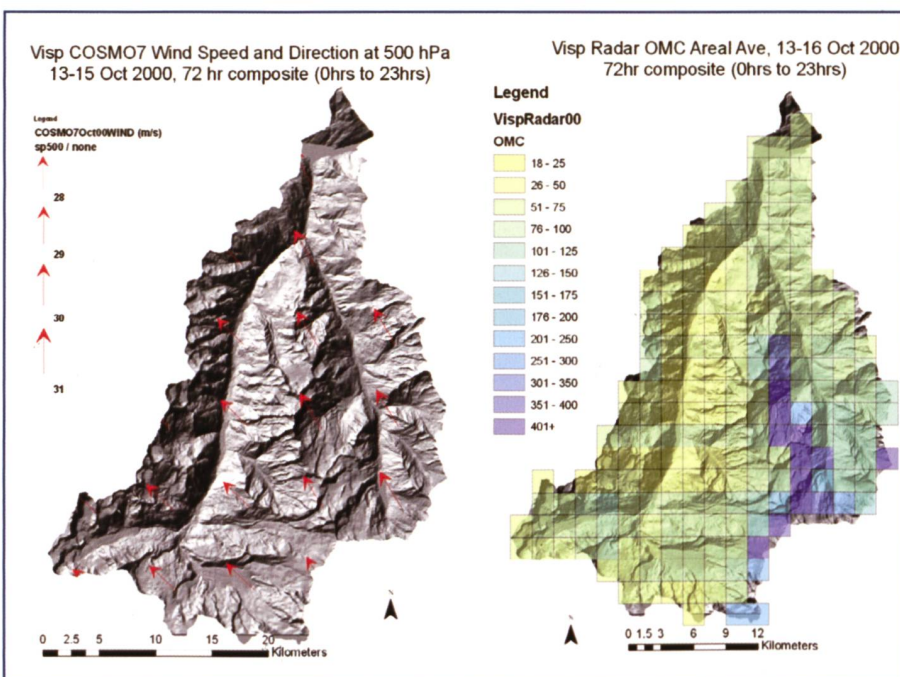 Visp COSMO7 Wind Speed and Direction at 500 hPa
13-15 Oct 2000, 72 hr composite (0hrs to 23hrs)
Legend
COSMO7Oct00WIND (m/s)
sp500 / none
28
29
30
31
N
0 2.5 5 10 15 20
Kilometers
Visp Radar OMC Areal Ave, 13-16 Oct 2000
72hr composite (0hrs to 23hrs)
Legend
VispRadar00
OMC
18 - 25
26 - 50
51 - 75
76 - 100
101 - 125
126 - 150
151 - 175
176 - 200
201 - 250
251 - 300
301 - 350
351 - 400
401+
N
0 1.5 3 6 9 12
Kilometers